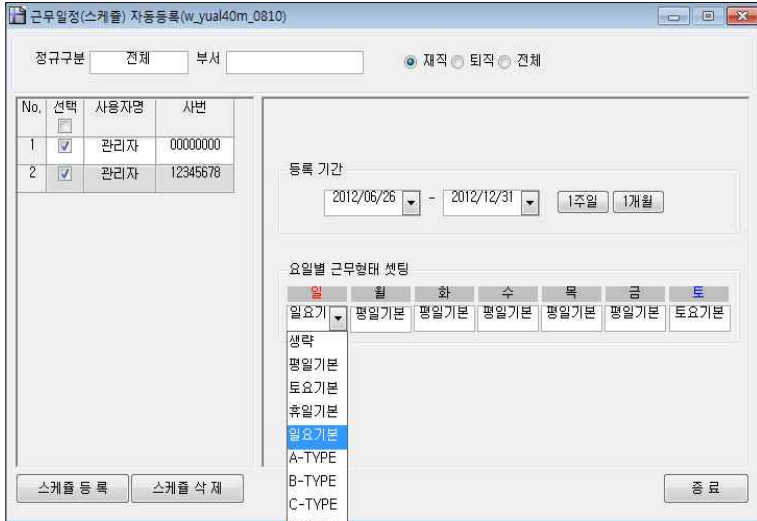 근무일정(스케쥴) 자동등록(w_yual40m_0810)
정규구분 전체 부서 재직 퇴직 전체
No. 선택 사용자명 사번
1 관리자 00000000
2 관리자 12345678
등록 기간
2012/06/26 - 2012/12/31 1주일 1개월
요일별 근무형태 셋팅
일 월 화 수 목 금 토
일요기 평일기본 평일기본 평일기본 평일기본 평일기본 토요기본
생략
평일기본
토요기본
휴일기본
일요기본
A-TYPE
B-TYPE
C-TYPE
스케쥴 등 록 스케쥴 삭 제 종 료